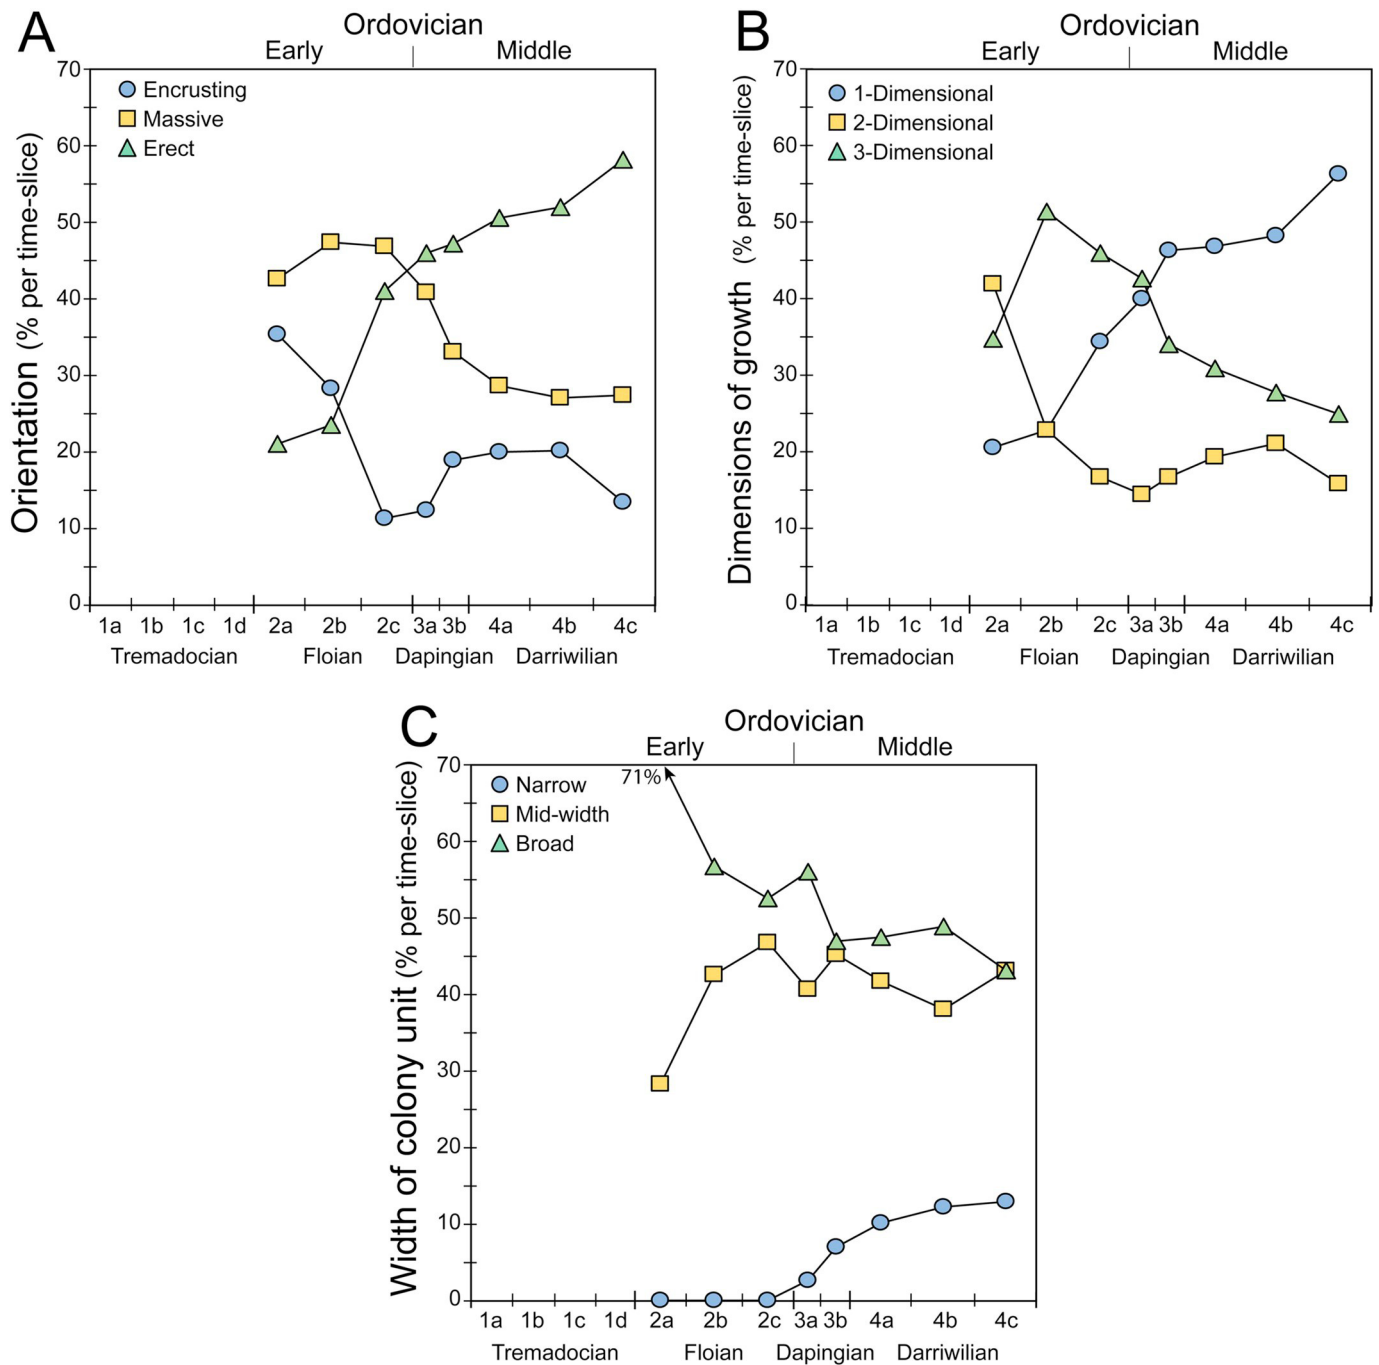 A
Ordovician
Early Middle
Orientation (% per time-slice)
70
60
50
40
30
20
10
0
Encrusting
Massive
Erect
1a 1b 1c 1d 2a 2b 2c 3a 3b 4a 4b 4c
Tremadocian Floian Dapingian Darriwilian
B
Ordovician
Early Middle
Dimensions of growth (% per time-slice)
70
60
50
40
30
20
10
0
1-Dimensional
2-Dimensional
3-Dimensional
1a 1b 1c 1d 2a 2b 2c 3a 3b 4a 4b 4c
Tremadocian Floian Dapingian Darriwilian
C
Ordovician
Early Middle
Width of colony unit (% per time-slice)
70
60
50
40
30
20
10
0
71%
Narrow
Mid-width
Broad
1a 1b 1c 1d 2a 2b 2c 3a 3b 4a 4b 4c
Tremadocian Floian Dapingian Darriwilian